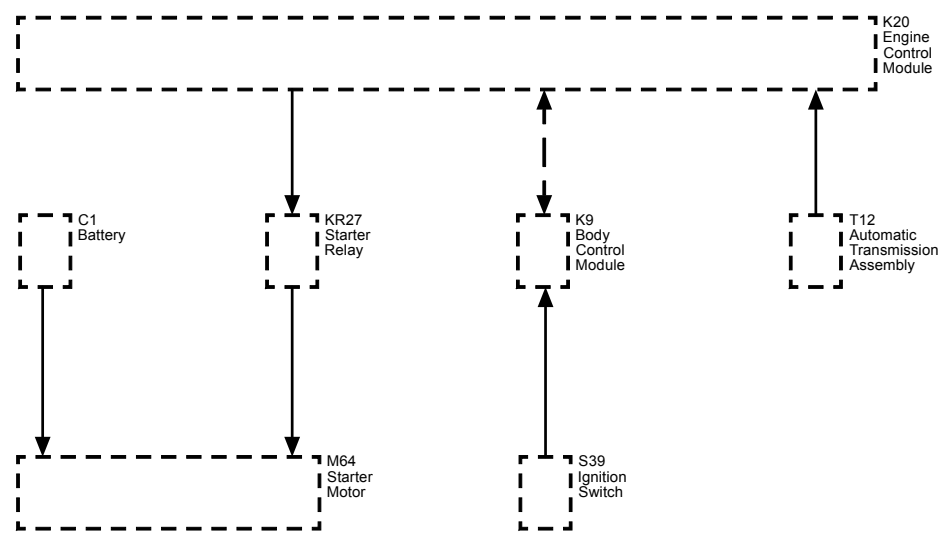 K20
Engine
Control
Module
C1
Battery
KR27
Starter
Relay
K9
Body
Control
Module
T12
Automatic
Transmission
Assembly
M64
Starter
Motor
S39
Ignition
Switch